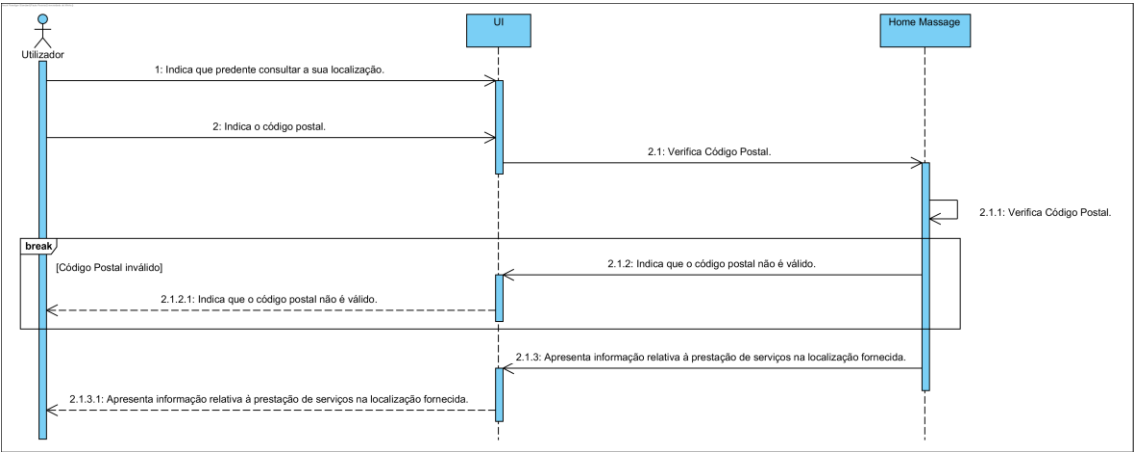 UI
Home Massage
Utilizador
1: Indica que predente consultar a sua localização.
2: Indica o código postal.
2.1: Verifica Código Postal.
2.1.1: Verifica Código Postal.
break
[Código Postal inválido]
2.1.2: Indica que o código postal não é válido.
2.1.2.1: Indica que o código postal não é válido.
2.1.3: Apresenta informação relativa à prestação de serviços na localização fornecida.
2.1.3.1: Apresenta informação relativa à prestação de serviços na localização fornecida.